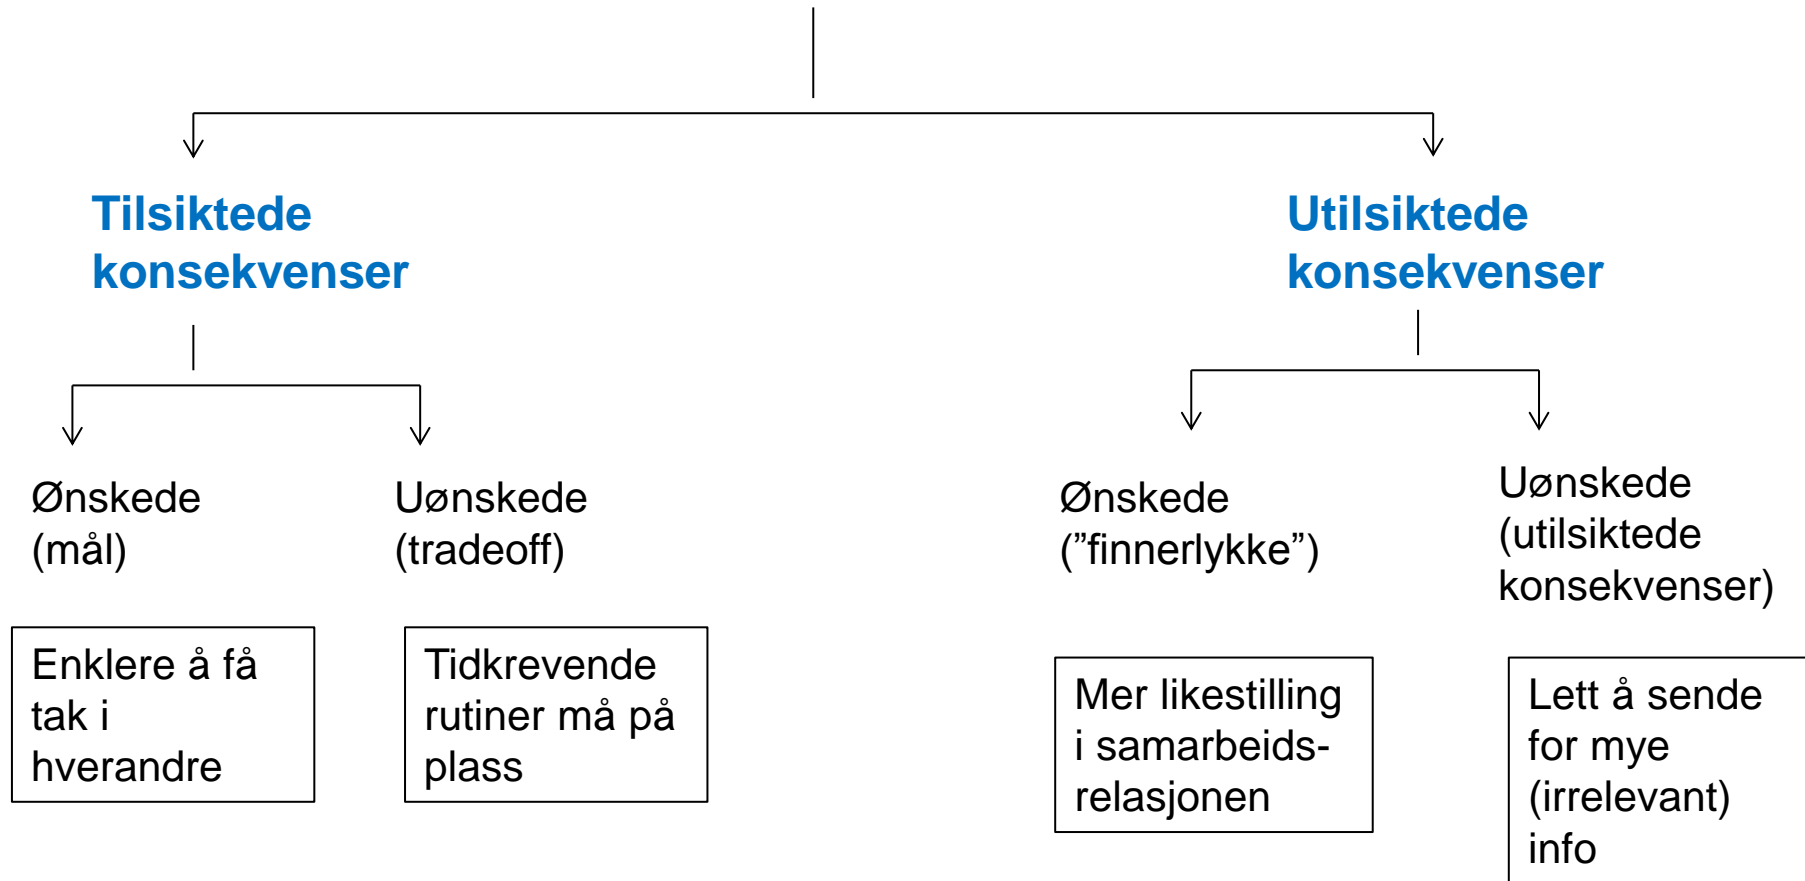 Tilsiktede
konsekvenser
Utilsiktede
konsekvenser
Ønskede
(mål)
Uønskede
(tradeoff)
Ønskede
(”finnerlykke”)
Uønskede
(utilsiktede
konsekvenser)
Enklere å få
tak i
hverandre
Tidkrevende
rutiner må på
plass
Mer likestilling
i samarbeids-
relasjonen
Lett å sende
for mye
(irrelevant)
info